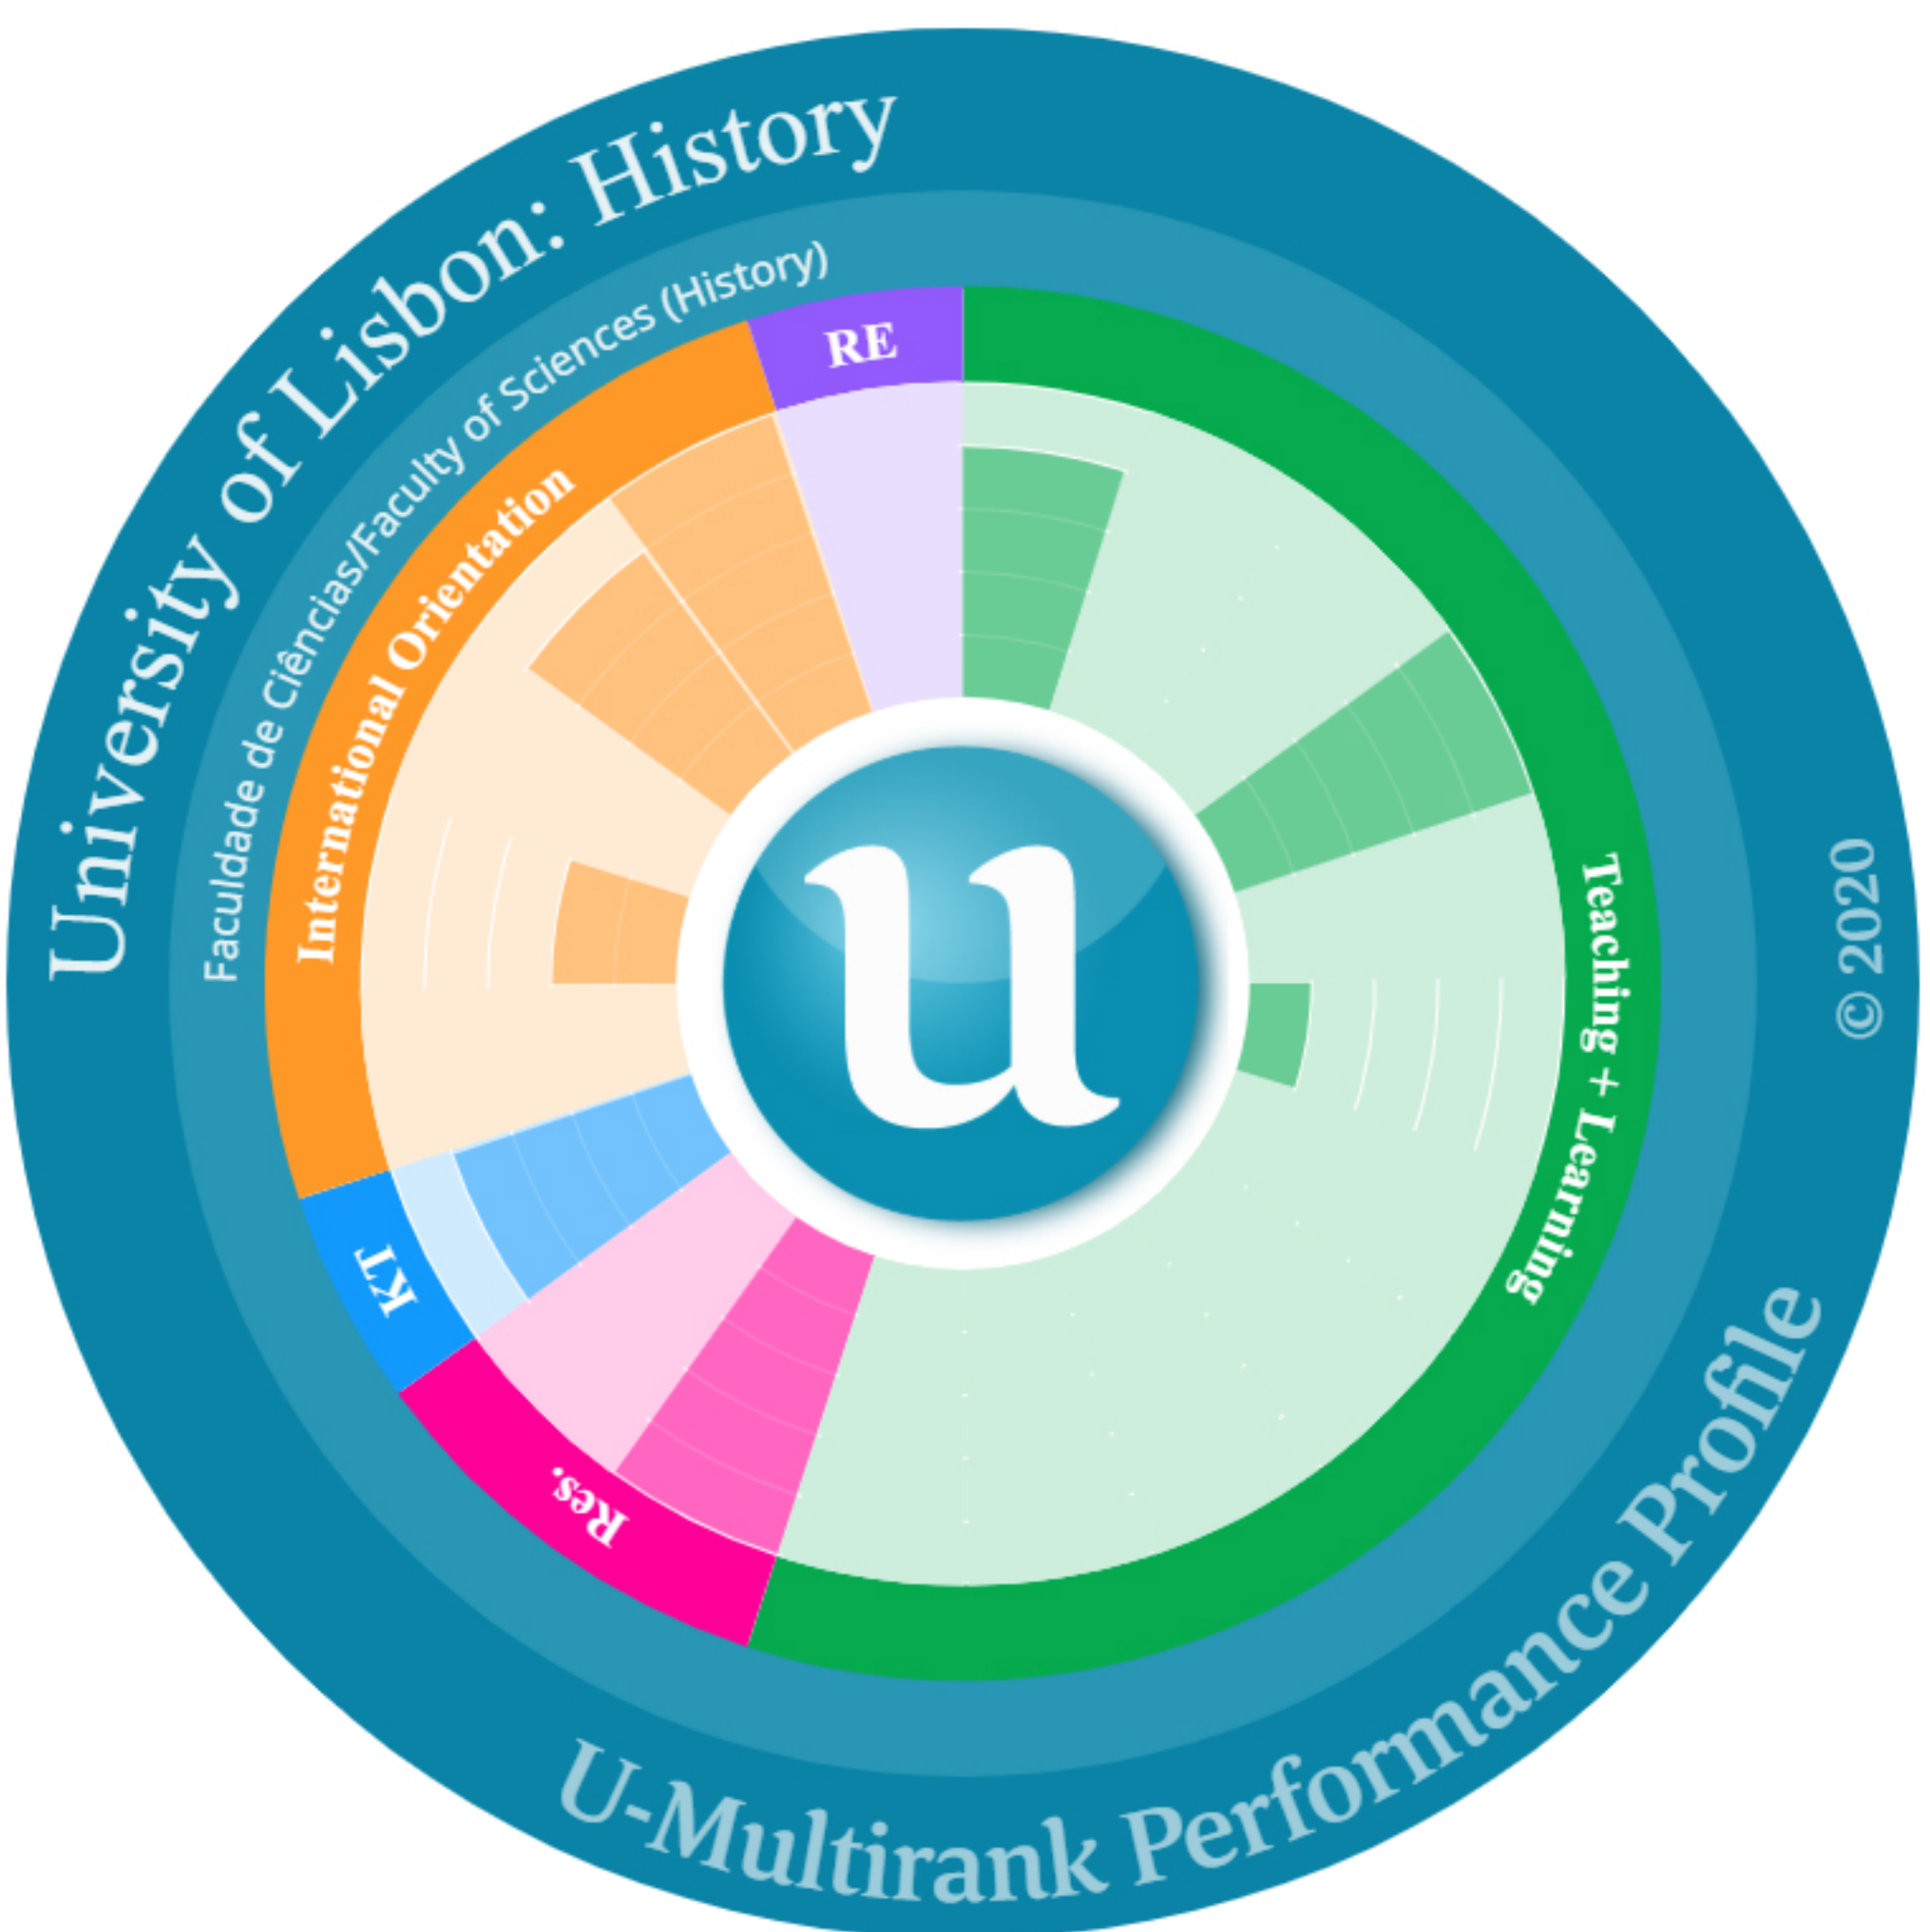 University of Lisbon: History
Faculdade de Ciências/Faculty of Sciences (History)
RE
International Orientation
Teaching + Learning
KT
Res.
u
© 2020
U-Multirank Performance Profile